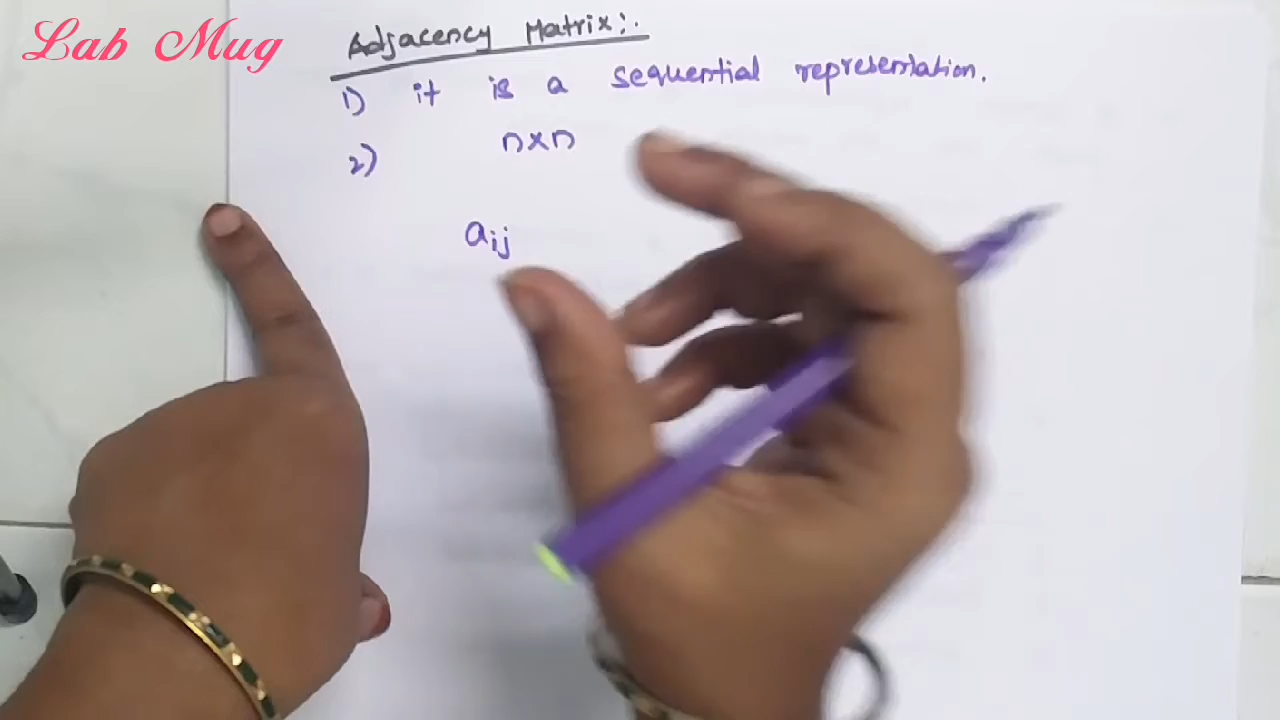 Lab Mug
Adjacency Matrix:.
1) it is a sequential representation.
2) n×n
aij